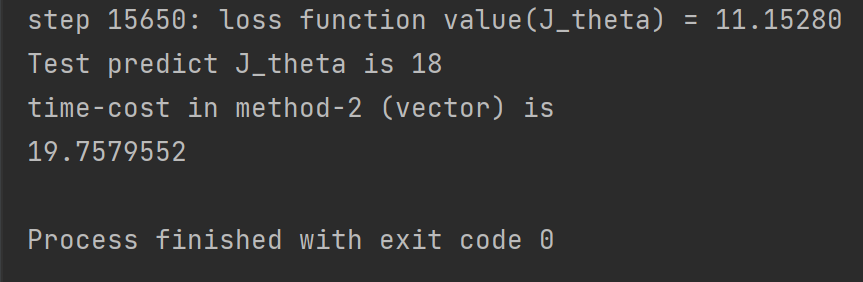 step 15650: loss function value(J_theta) = 11.15280
Test predict J_theta is 18
time-cost in method-2 (vector) is
19.7579552
Process finished with exit code 0